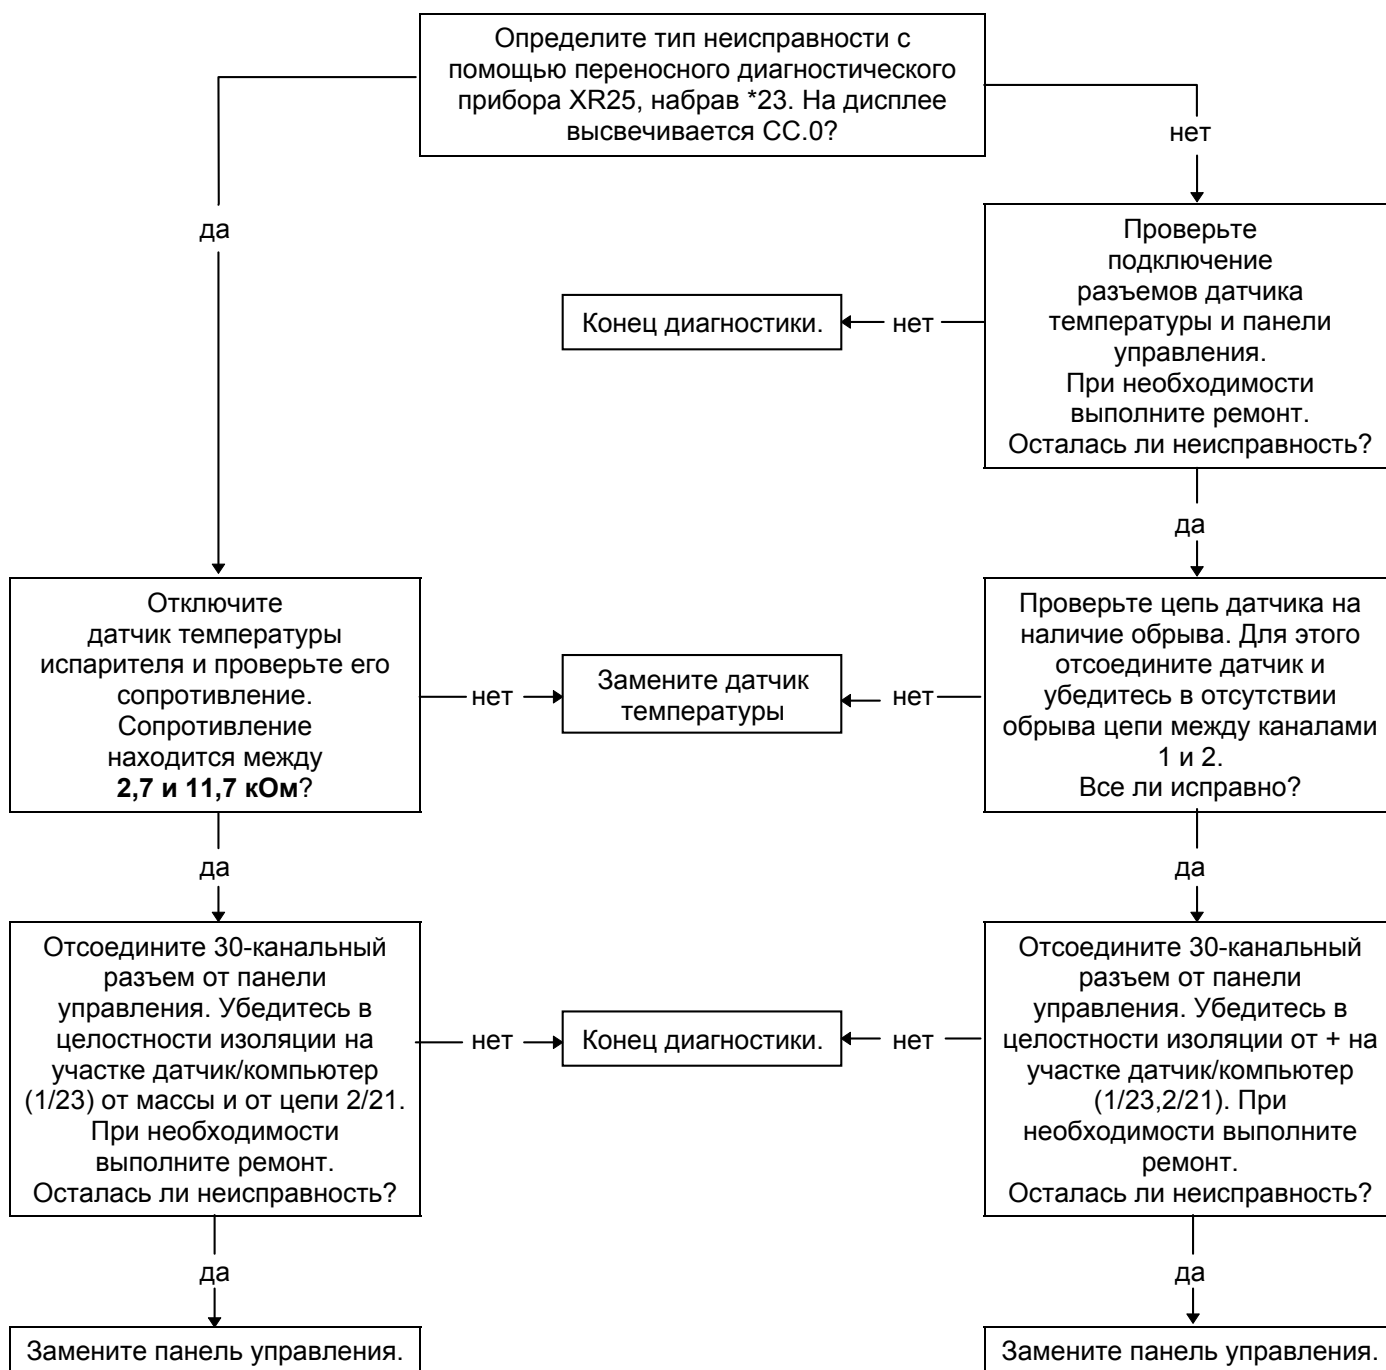 Определите тип неисправности с
помощью переносного диагностического
прибора XR25, набрав *23. На дисплее
высвечивается CC.0?
да
нет
Проверьте
подключение
разъемов датчика
температуры и панели
управления.
При необходимости
выполните ремонт.
Осталась ли неисправность?
нет
Конец диагностики.
да
Отключите
датчик температуры
испарителя и проверьте его
сопротивление.
Сопротивление
находится между
2,7 и 11,7 кОм?
нет
Замените датчик
температуры
нет
Проверьте цепь датчика на
наличие обрыва. Для этого
отсоедините датчик и
убедитесь в отсутствии
обрыва цепи между каналами
1 и 2.
Все ли исправно?
да
да
Отсоедините 30-канальный
разъем от панели
управления. Убедитесь в
целостности изоляции на
участке датчик/компьютер
(1/23) от массы и от цепи 2/21.
При необходимости
выполните ремонт.
Осталась ли неисправность?
нет
Конец диагностики.
нет
Отсоедините 30-канальный
разъем от панели
управления. Убедитесь в
целостности изоляции от + на
участке датчик/компьютер
(1/23,2/21). При
необходимости выполните
ремонт.
Осталась ли неисправность?
да
да
Замените панель управления.
Замените панель управления.